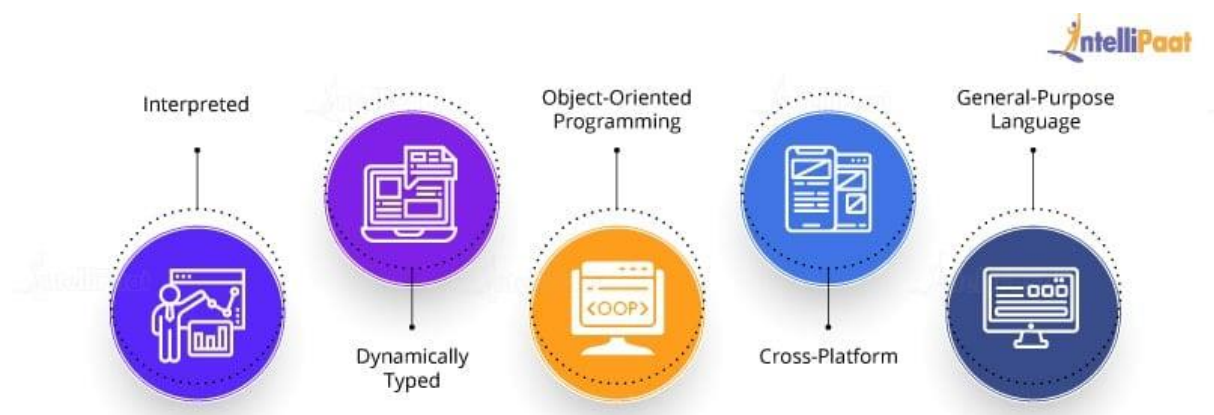 IntelliPaat
Interpreted
Dynamically
Typed
Object-Oriented
Programming
<OOP>
Cross-Platform
General-Purpose
Language